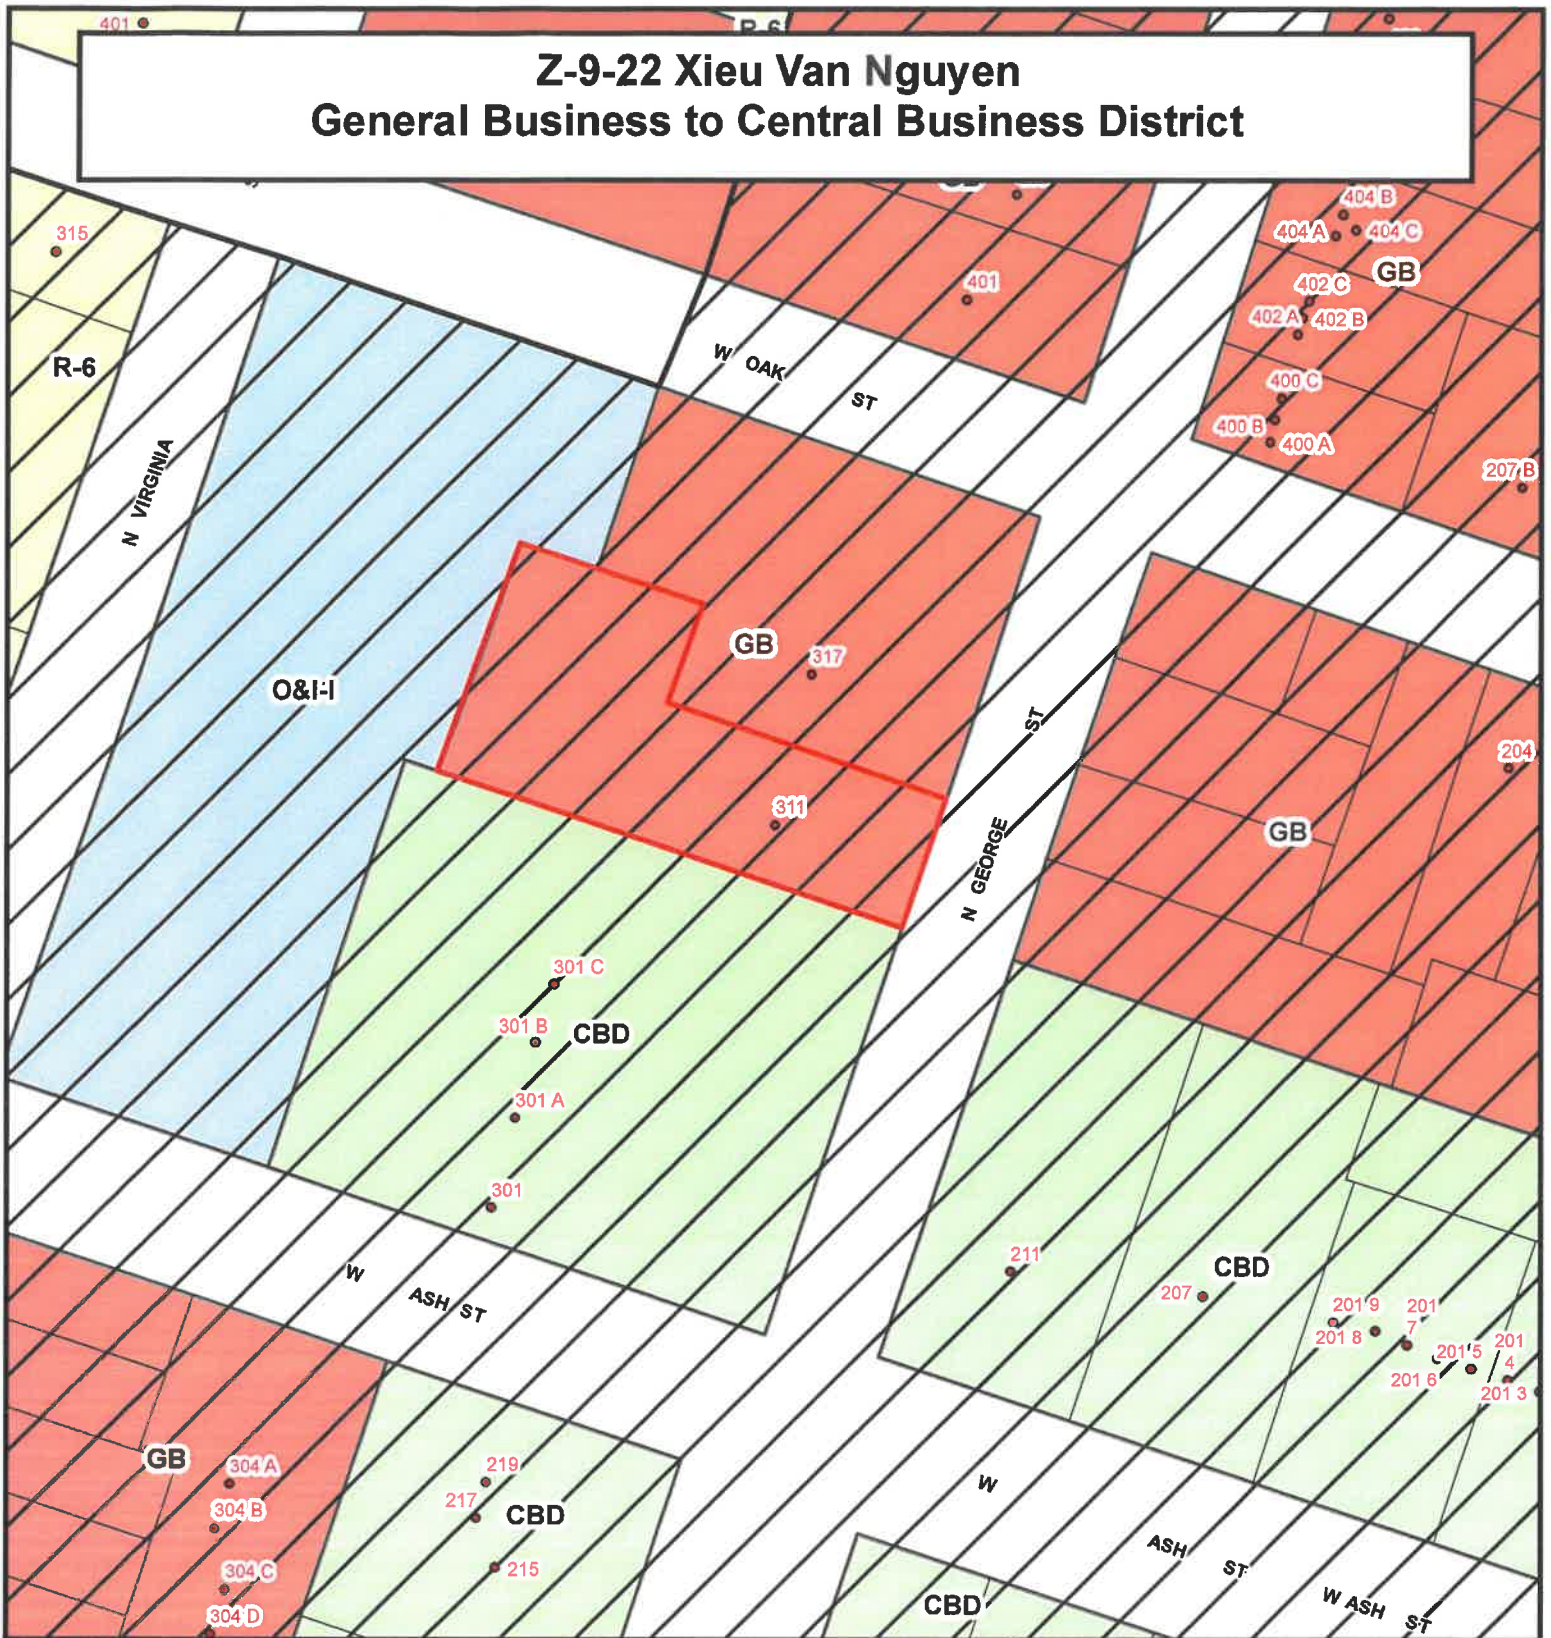 401
R-6
Z-9-22 Xieu Van Nguyen
General Business to Central Business District
404 B
404 A
404 C
GB
315
401
402 C
402 A
402 B
R-6
W OAK ST
400 C
400 B
400 A
207 B
N VIRGINIA
GB
317
O&I-I
ST
204
311
GB
N GEORGE
301 C
301 B
CBD
301 A
301
211
CBD
207
W ASH ST
201 9
201 7
201 8
201 5
201 4
201 6
201 3
GB
304 A
219
217
CBD
W
304 B
215
ASH ST
304 C
CBD
W ASH ST
304 D